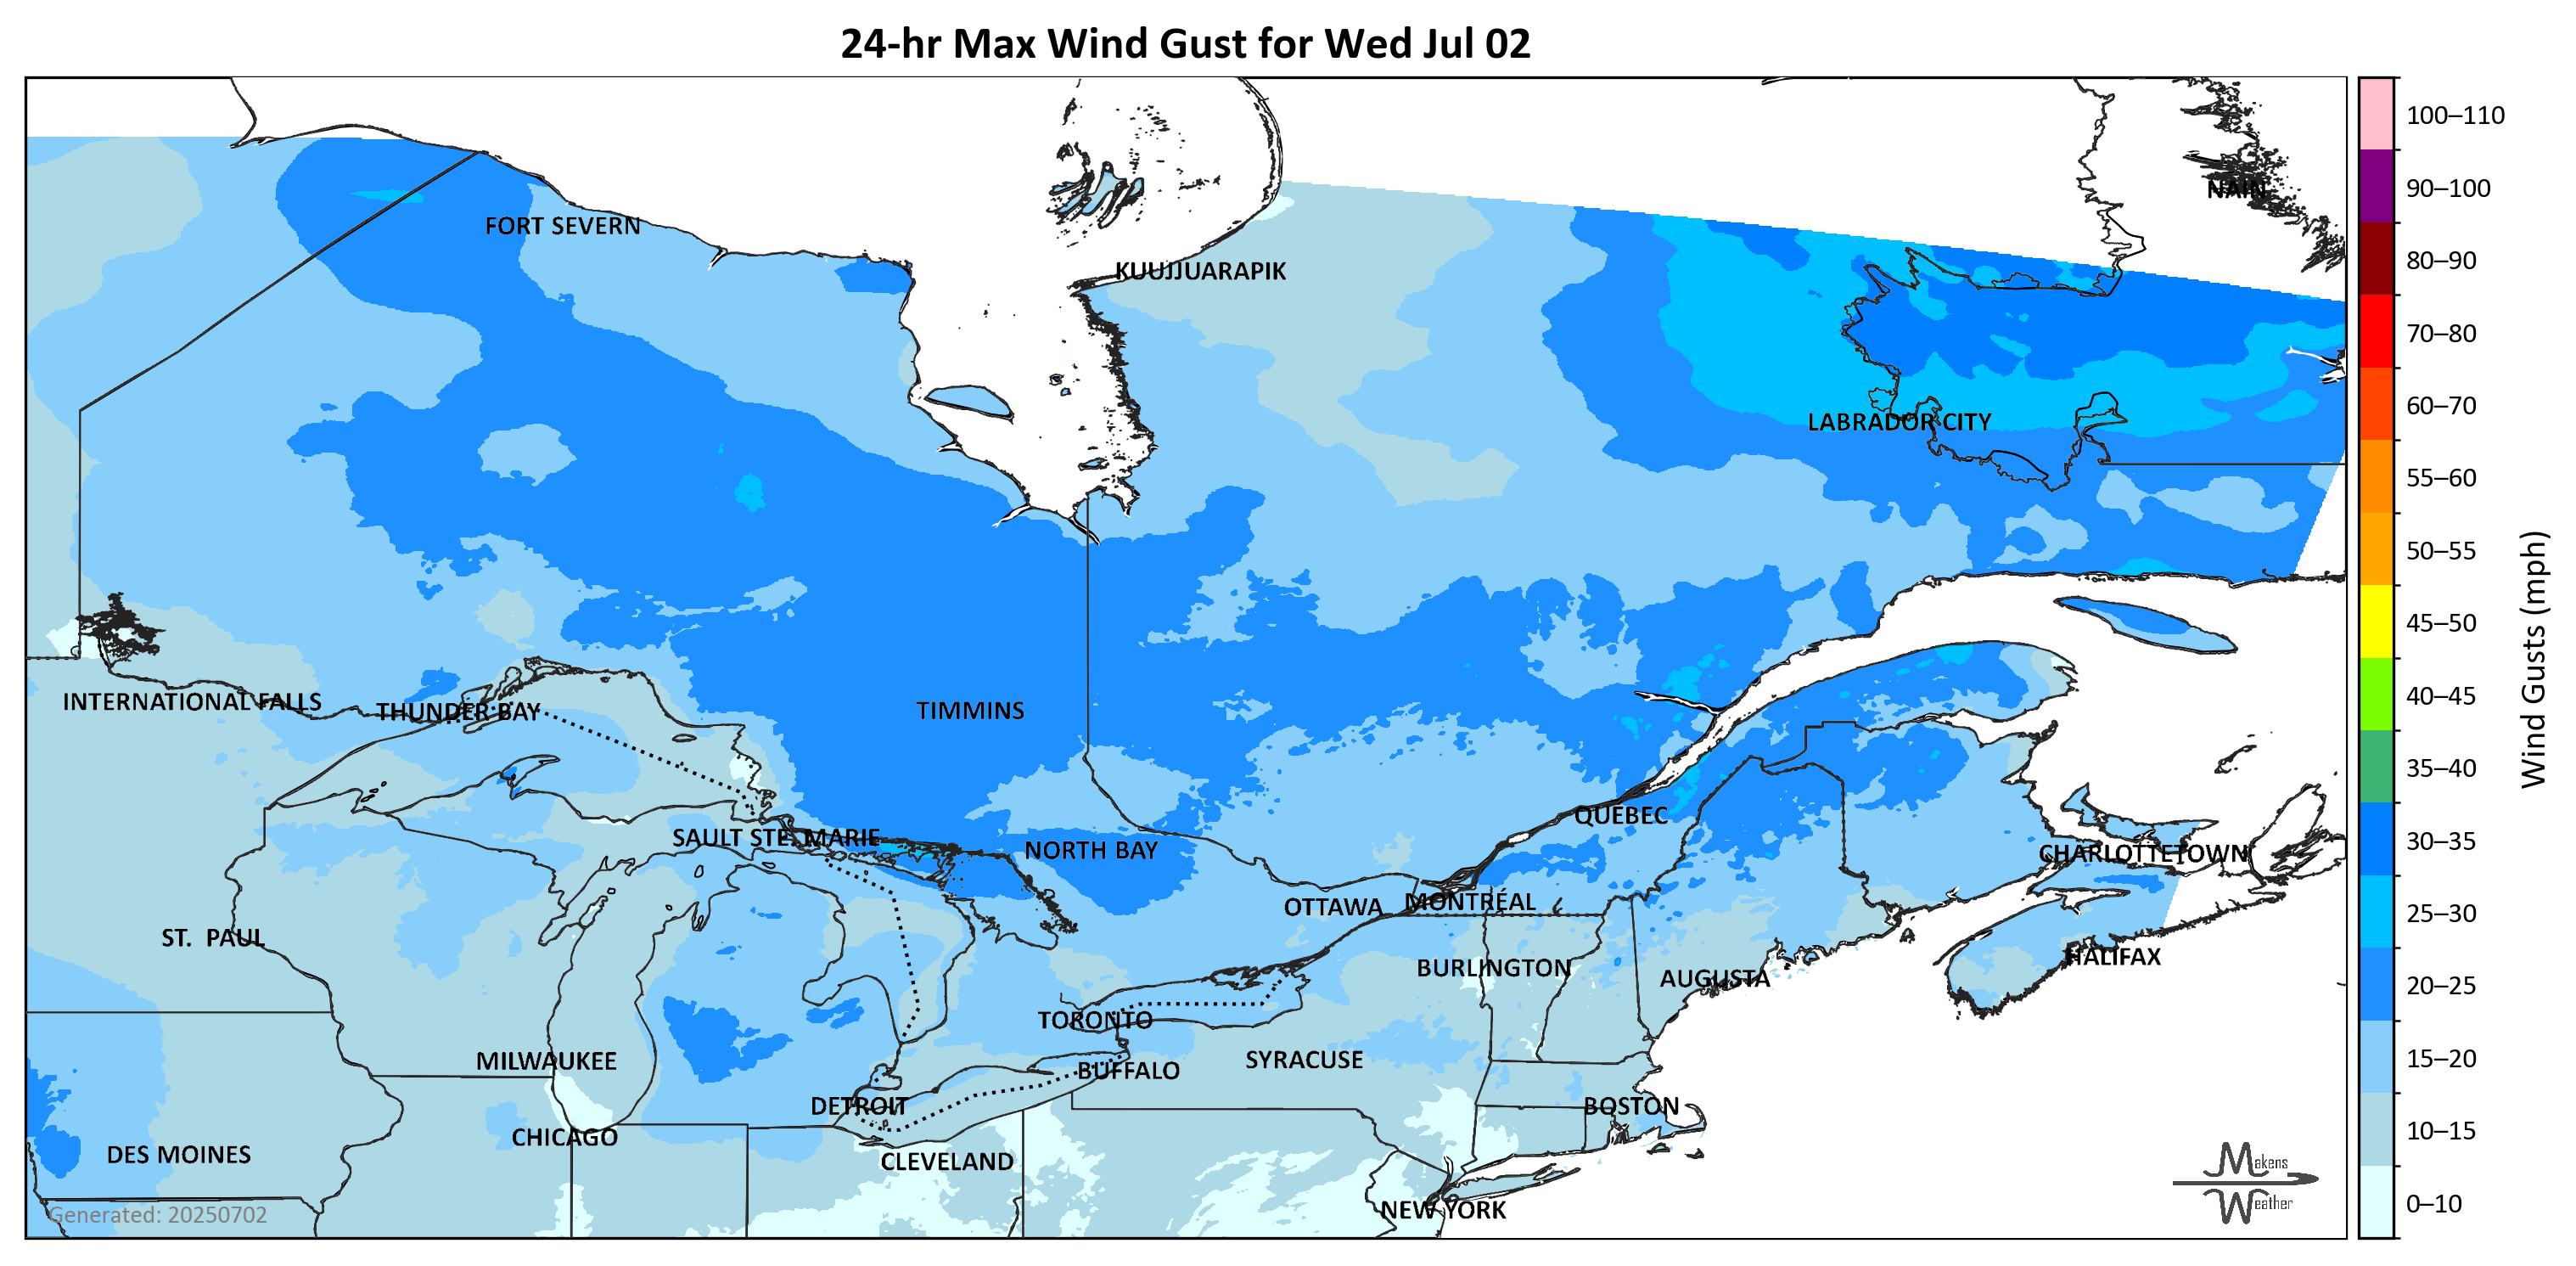 24-hr Max Wind Gust for Wed Jul 02
NAIN
FORT SEVERN
KUUJJUARAPIK
LABRADOR CITY
INTERNATIONAL FALLS
THUNDER BAY
TIMMINS
QUEBEC
SAULT STE. MARIE
NORTH BAY
CHARLOTTETOWN
OTTAWA
MONTRÉAL
ST. PAUL
HALIFAX
BURLINGTON
AUGUSTA
TORONTO
MILWAUKEE
SYRACUSE
BUFFALO
DETROIT
BOSTON
CHICAGO
DES MOINES
CLEVELAND
NEW YORK
Generated: 20250702
Makens
Weather
100–110
90–100
80–90
70–80
60–70
55–60
50–55
45–50
40–45
35–40
30–35
25–30
20–25
15–20
10–15
0–10
Wind Gusts (mph)